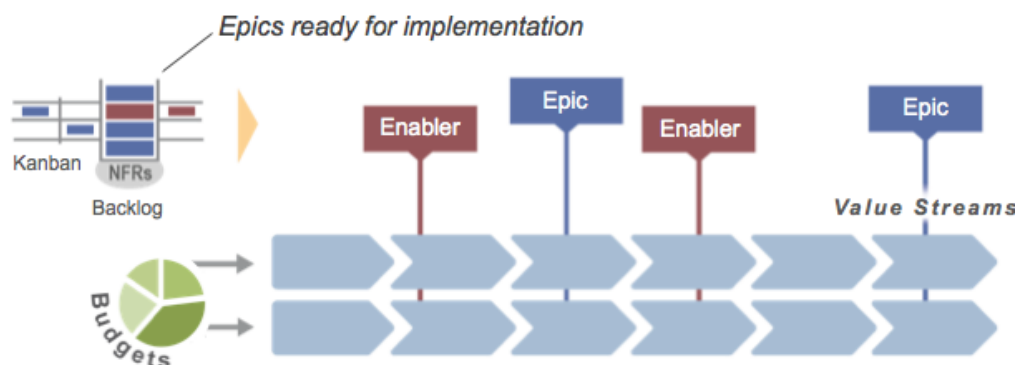 Epics ready for implementation
Kanban
NFRs
Backlog
Enabler
Epic
Enabler
Epic
Value Streams
Budgets